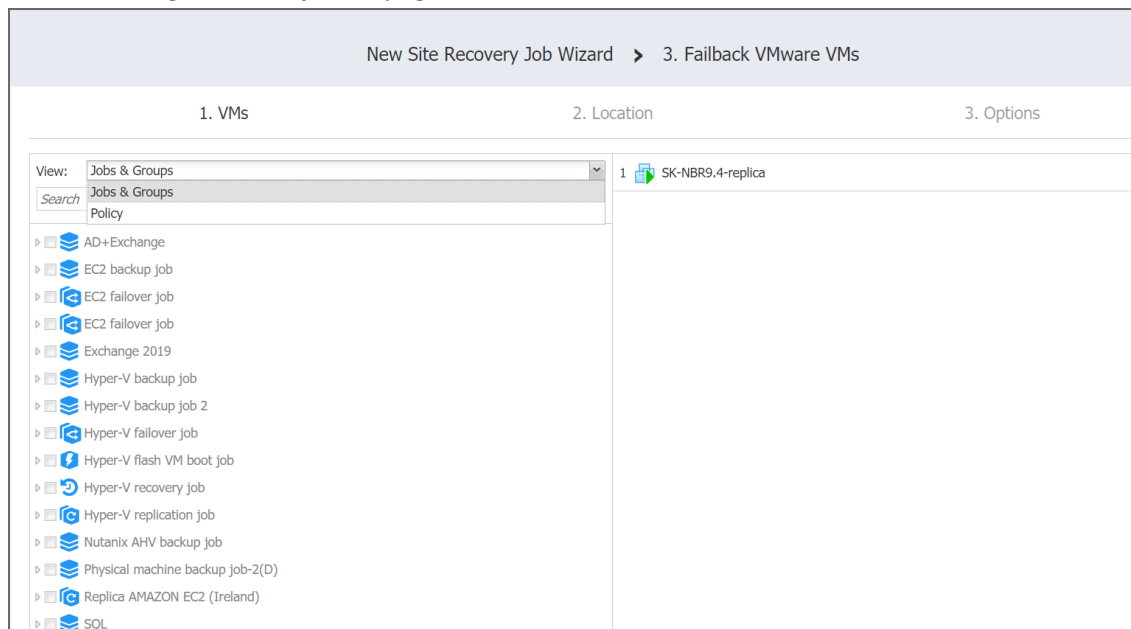 New Site Recovery Job Wizard > 3. Failback VMware VMs
1. VMs 2. Location 3. Options
View: Jobs & Groups
1 SK-NBR9.4-replica
Search
Jobs & Groups
Policy
AD+Exchange
EC2 backup job
EC2 failover job
EC2 failover job
Exchange 2019
Hyper-V backup job
Hyper-V backup job 2
Hyper-V failover job
Hyper-V flash VM boot job
Hyper-V recovery job
Hyper-V replication job
Nutanix AHV backup job
Physical machine backup job-2(D)
Replica AMAZON EC2 (Ireland)
SQL